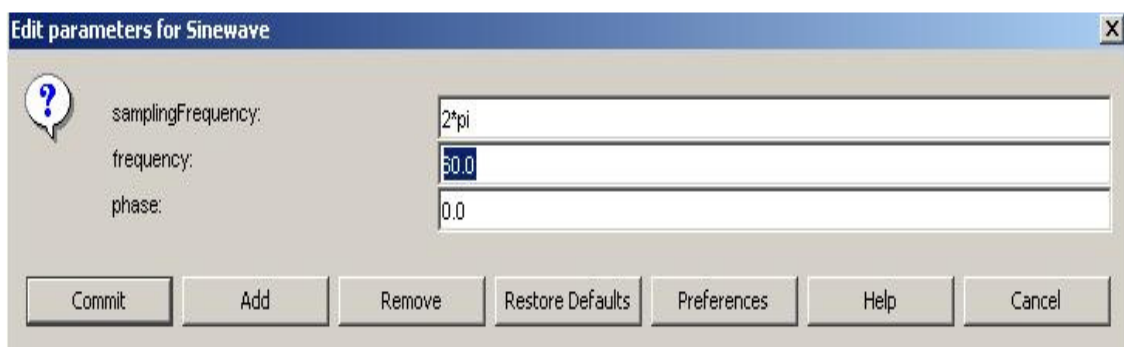 Edit parameters for Sinewave
samplingFrequency: 2*pi
frequency: 60.0
phase: 0.0
Commit Add Remove Restore Defaults Preferences Help Cancel